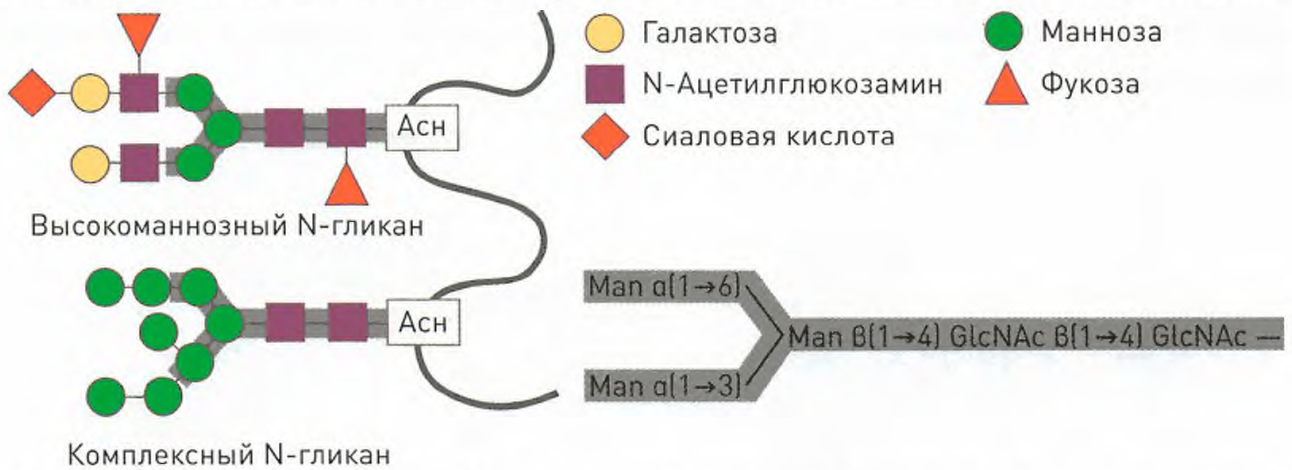 Галактоза
Манноза
N-Ацетилглюкозамин
Фукоза
Сиаловая кислота
Асн
Высокоманнозный N-гликан
Асн
Man α(1→6)
Man β(1→4) GlcNAc β(1→4) GlcNAc —
Man α(1→3)
Комплексный N-гликан